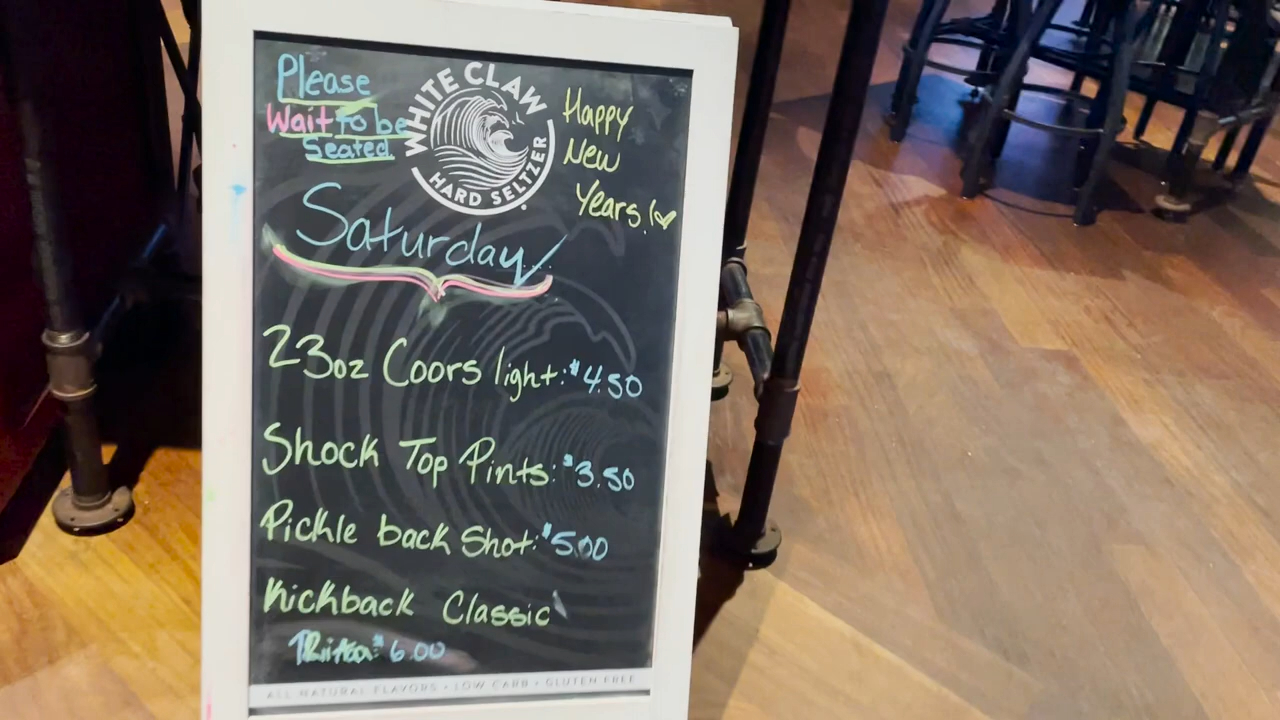 Please
Wait to be
Seated
WHITE CLAW
HARD SELTZER
Happy
New
Years!
Saturday
23oz Coors light: $4.50
Shock Top Pints: $3.50
Pickle back Shot: $5.00
Kickback Classic
$6.00
ALL NATURAL FLAVORS • LOW CARB • GLUTEN FREE